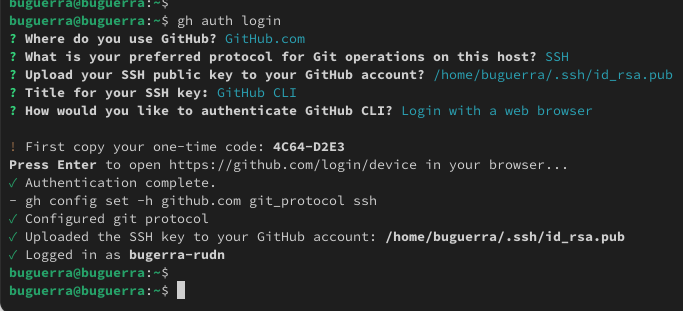 buguerra@buguerra:~$
buguerra@buguerra:~$ gh auth login
? Where do you use GitHub? GitHub.com
? What is your preferred protocol for Git operations on this host? SSH
? Upload your SSH public key to your GitHub account? /home/buguerra/.ssh/id_rsa.pub
? Title for your SSH key: GitHub CLI
? How would you like to authenticate GitHub CLI? Login with a web browser
! First copy your one-time code: 4C64-D2E3
Press Enter to open https://github.com/login/device in your browser...
✓ Authentication complete.
- gh config set -h github.com git_protocol ssh
✓ Configured git protocol
✓ Uploaded the SSH key to your GitHub account: /home/buguerra/.ssh/id_rsa.pub
✓ Logged in as bugerra-rudn
buguerra@buguerra:~$
buguerra@buguerra:~$